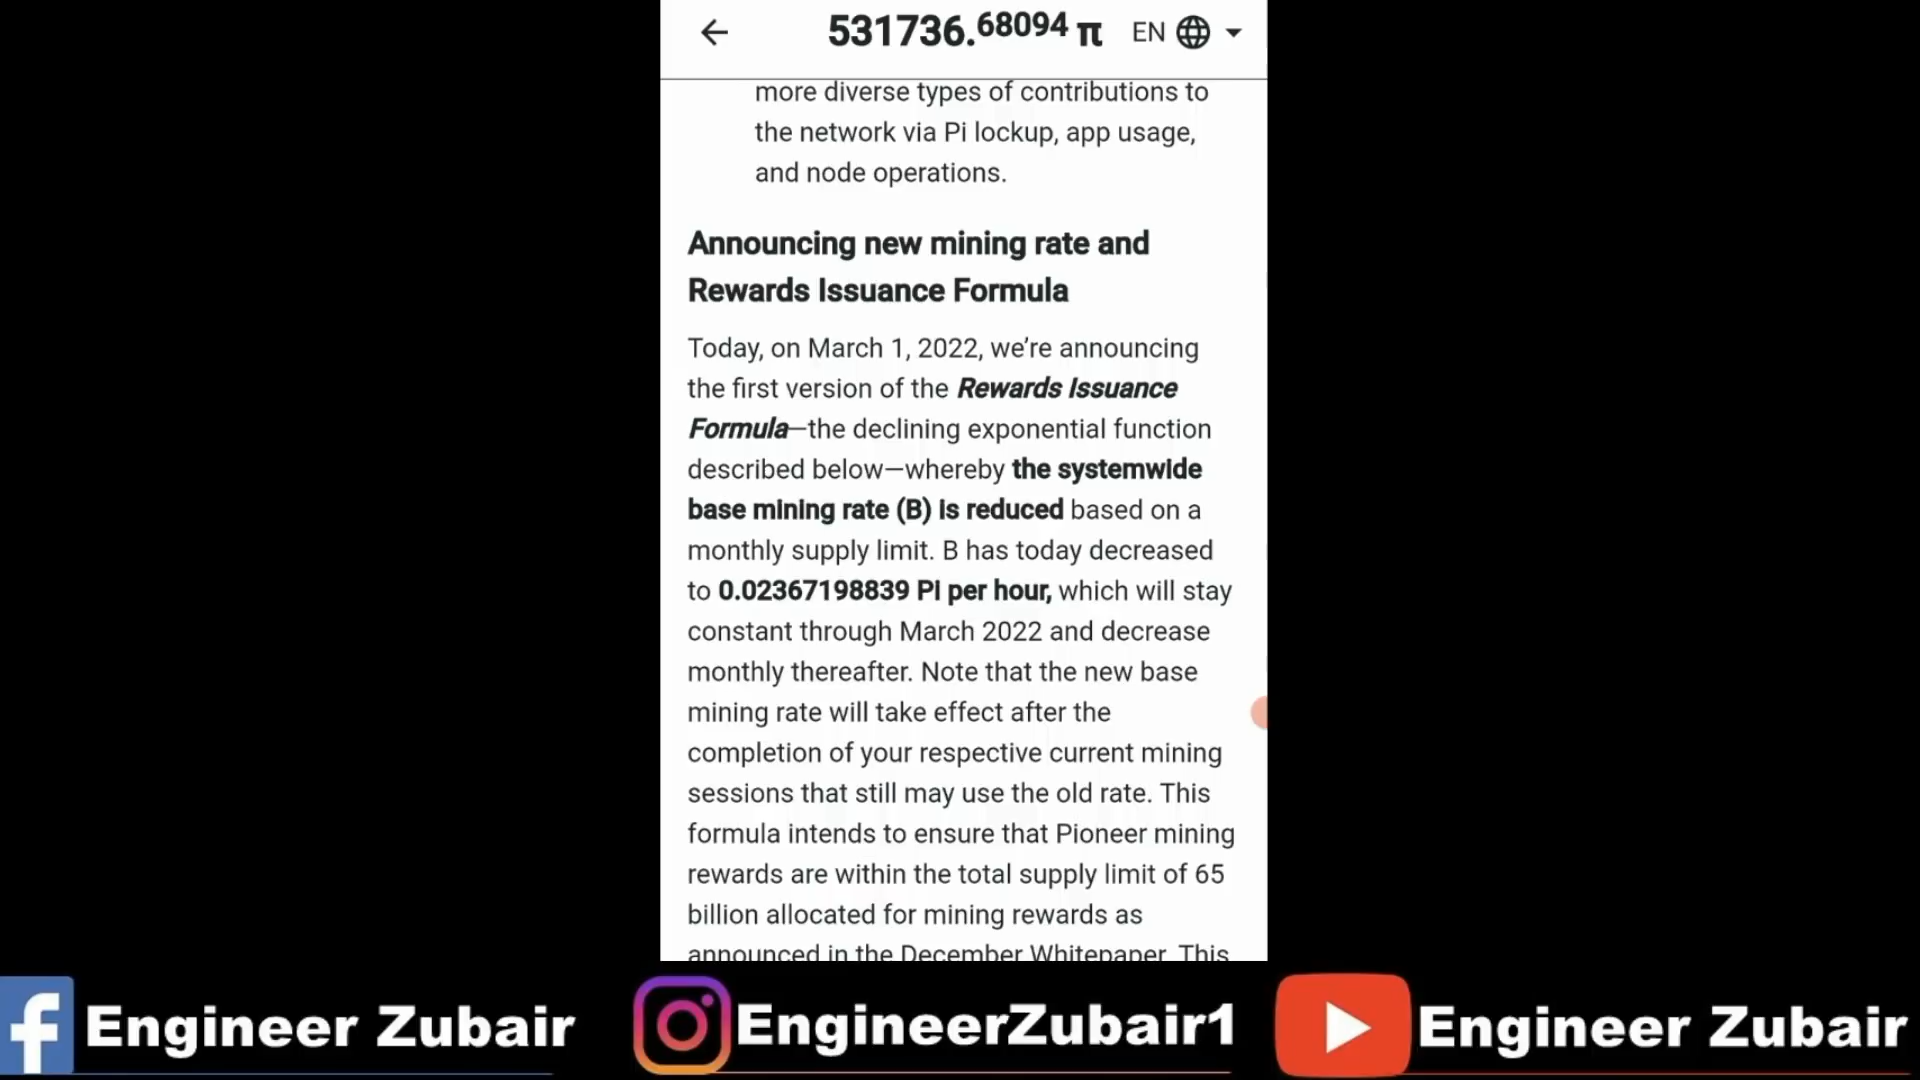 531736.68094 π EN
more diverse types of contributions to
the network via Pi lockup, app usage,
and node operations.
Announcing new mining rate and
Rewards Issuance Formula
Today, on March 1, 2022, we’re announcing
the first version of the Rewards Issuance
Formula—the declining exponential function
described below—whereby the systemwide
base mining rate (B) is reduced based on a
monthly supply limit. B has today decreased
to 0.02367198839 Pi per hour, which will stay
constant through March 2022 and decrease
monthly thereafter. Note that the new base
mining rate will take effect after the
completion of your respective current mining
sessions that still may use the old rate. This
formula intends to ensure that Pioneer mining
rewards are within the total supply limit of 65
billion allocated for mining rewards as
announced in the December Whitepaper. This
Engineer Zubair EngineerZubair1 Engineer Zubair